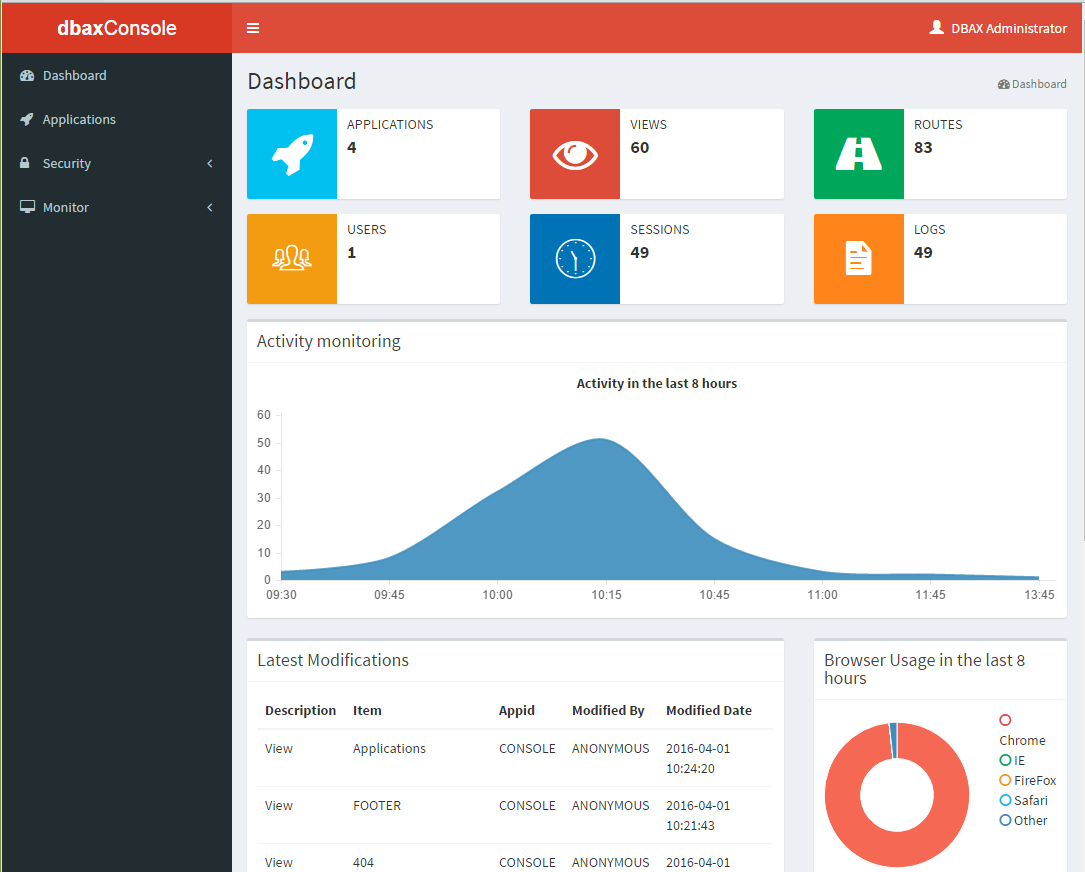 dbaxConsole
DBAX Administrator
Dashboard
Applications
Security
Monitor
Dashboard
Dashboard
APPLICATIONS
4
VIEWS
60
ROUTES
83
USERS
1
SESSIONS
49
LOGS
49
Activity monitoring
Activity in the last 8 hours
60
50
40
30
20
10
0
09:30 09:45 10:00 10:15 10:45 11:00 11:45 13:45
Latest Modifications
Description Item Appid Modified By Modified Date
View Applications CONSOLE ANONYMOUS 2016-04-01
10:24:20
View FOOTER CONSOLE ANONYMOUS 2016-04-01
10:21:43
View 404 CONSOLE ANONYMOUS 2016-04-01
Browser Usage in the last 8
hours
Chrome
IE
FireFox
Safari
Other